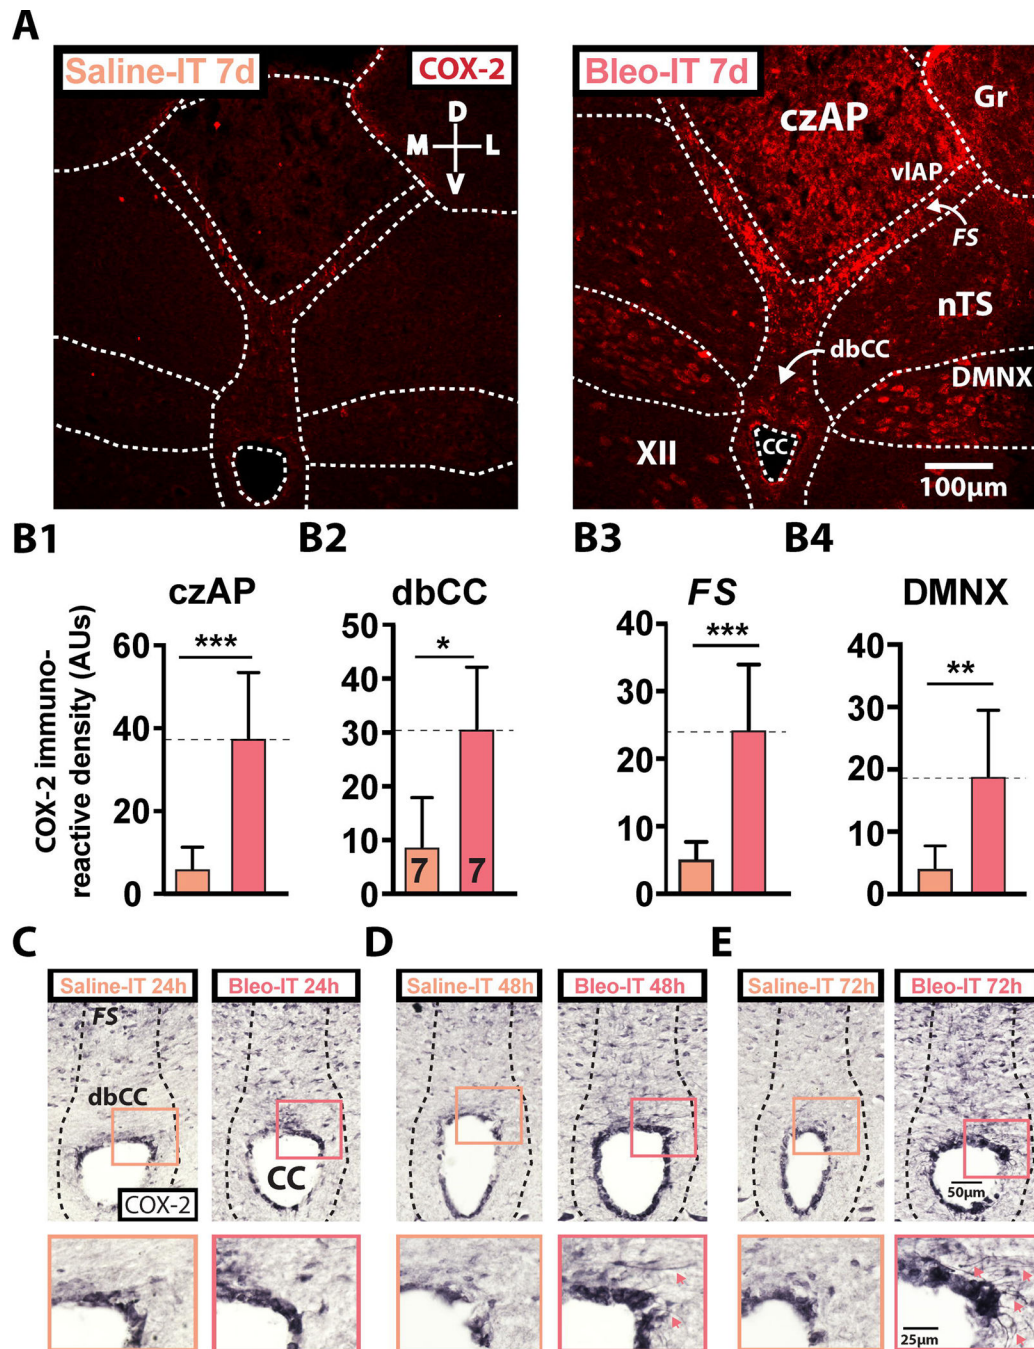 A
Saline-IT 7d
COX-2
D
M L
V
Bleo-IT 7d
czAP
Gr
vlAP
FS
nTS
dbCC
DMNX
XII
CC
100µm
B1
B2
B3
B4
COX-2 immuno-
reactive density (AUs)
czAP
***
60
40
20
0
dbCC
*
50
40
30
20
10
0
7
7
FS
***
40
30
20
10
0
DMNX
**
40
30
20
10
0
C
D
E
Saline-IT 24h
Bleo-IT 24h
Saline-IT 48h
Bleo-IT 48h
Saline-IT 72h
Bleo-IT 72h
FS
dbCC
CC
COX-2
50µm
25µm